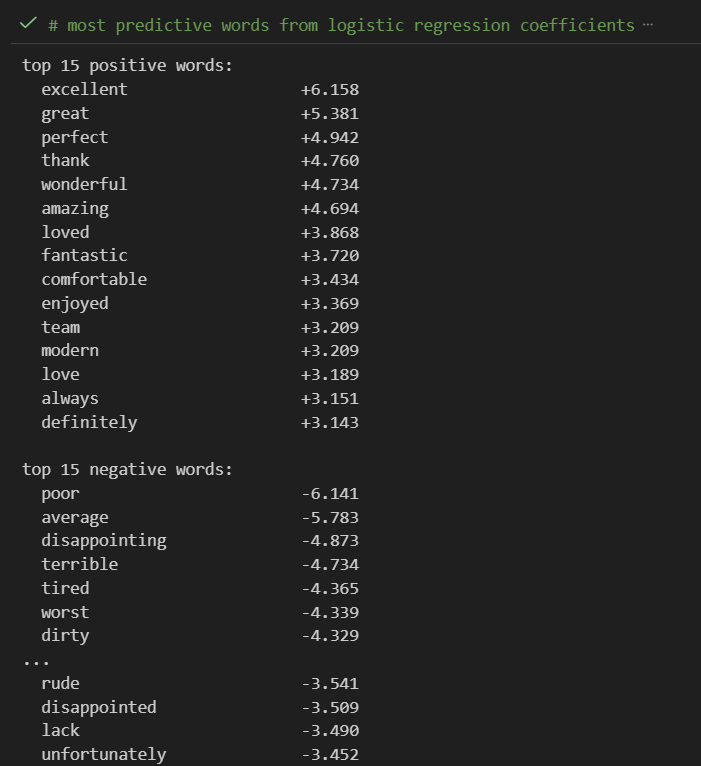 # most predictive words from logistic regression coefficients ...
top 15 positive words:
excellent +6.158
great +5.381
perfect +4.942
thank +4.760
wonderful +4.734
amazing +4.694
loved +3.868
fantastic +3.720
comfortable +3.434
enjoyed +3.369
team +3.209
modern +3.209
love +3.189
always +3.151
definitely +3.143
top 15 negative words:
poor -6.141
average -5.783
disappointing -4.873
terrible -4.734
tired -4.365
worst -4.339
dirty -4.329
...
rude -3.541
disappointed -3.509
lack -3.490
unfortunately -3.452